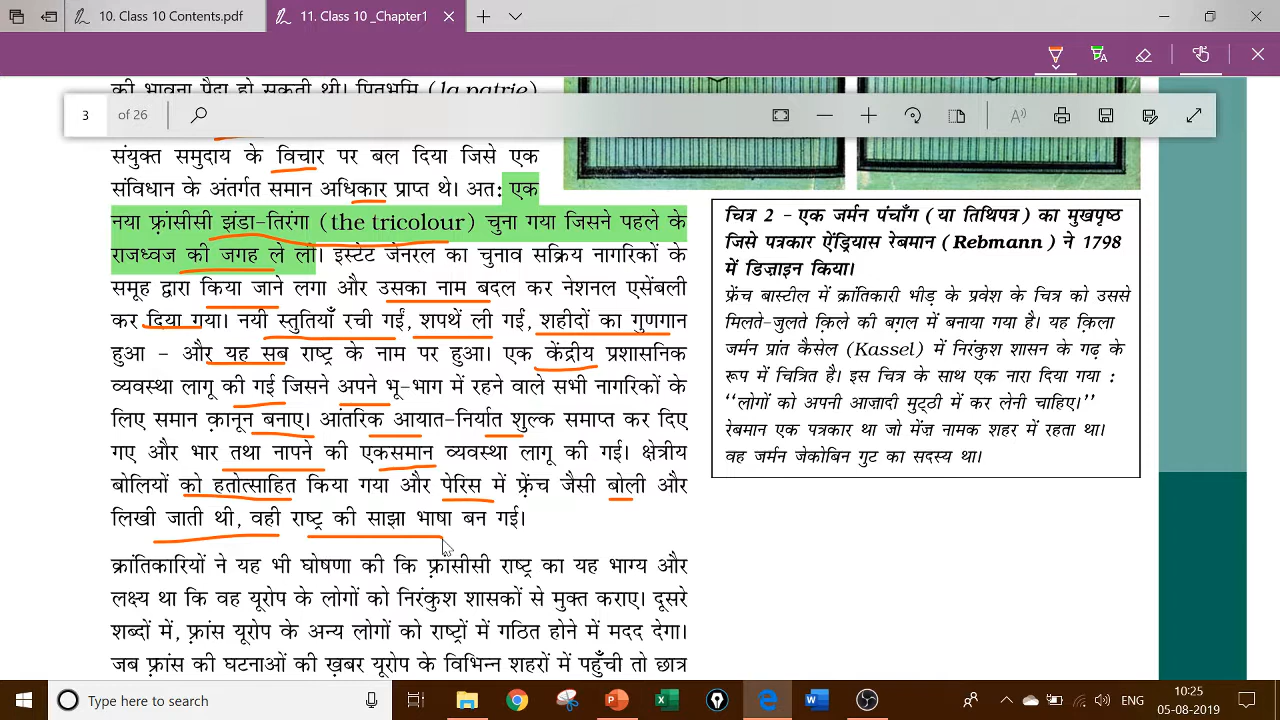 10. Class 10 Contents.pdf
11. Class 10 _Chapter1
3 of 26
की भावना पैदा हो सकती थी। पितृभूमि (la patrie)
संयुक्त समुदाय के विचार पर बल दिया जिसे एक
संविधान के अंतर्गत समान अधिकार प्राप्त थे। अतः एक
नया फ़्रांसीसी झंडा-तिरंगा (the tricolour) चुना गया जिसने पहले के
राजध्वज की जगह ले ली। इस्टेट जेनरल का चुनाव सक्रिय नागरिकों के
समूह द्वारा किया जाने लगा और उसका नाम बदल कर नेशनल एसेंबली
कर दिया गया। नयी स्तुतियाँ रची गईं, शपथें ली गईं, शहीदों का गुणगान
हुआ - और यह सब राष्ट्र के नाम पर हुआ। एक केंद्रीय प्रशासनिक
व्यवस्था लागू की गई जिसने अपने भू-भाग में रहने वाले सभी नागरिकों के
लिए समान क़ानून बनाए। आंतरिक आयात-निर्यात शुल्क समाप्त कर दिए
गए और भार तथा नापने की एकसमान व्यवस्था लागू की गई। क्षेत्रीय
बोलियों को हतोत्साहित किया गया और पेरिस में फ़्रेंच जैसी बोली और
लिखी जाती थी, वही राष्ट्र की साझा भाषा बन गई।
क्रांतिकारियों ने यह भी घोषणा की कि फ़्रांसीसी राष्ट्र का यह भाग्य और
लक्ष्य था कि वह यूरोप के लोगों को निरंकुश शासकों से मुक्त कराए। दूसरे
शब्दों में, फ़्रांस यूरोप के अन्य लोगों को राष्ट्रों में गठित होने में मदद देगा।
जब फ़्रांस की घटनाओं की ख़बर यूरोप के विभिन्न शहरों में पहुँची तो छात्र
चित्र 2 - एक जर्मन पंचाँग (या तिथिपत्र) का मुखपृष्ठ
जिसे पत्रकार ऐंड्रियास रेबमान (Rebmann) ने 1798
में डिज़ाइन किया।
फ्रेंच बास्तील में क्रांतिकारी भीड़ के प्रवेश के चित्र को उससे
मिलते-जुलते क़िले की बग़ल में बनाया गया है। यह क़िला
जर्मन प्रांत कैसेल (Kassel) में निरंकुश शासन के गढ़ के
रूप में चित्रित है। इस चित्र के साथ एक नारा दिया गया :
“लोगों को अपनी आज़ादी मुट्ठी में कर लेनी चाहिए।”
रेबमान एक पत्रकार था जो मेंज़ नामक शहर में रहता था।
वह जर्मन जेकोबिन गुट का सदस्य था।
Type here to search
ENG
10:25
05-08-2019